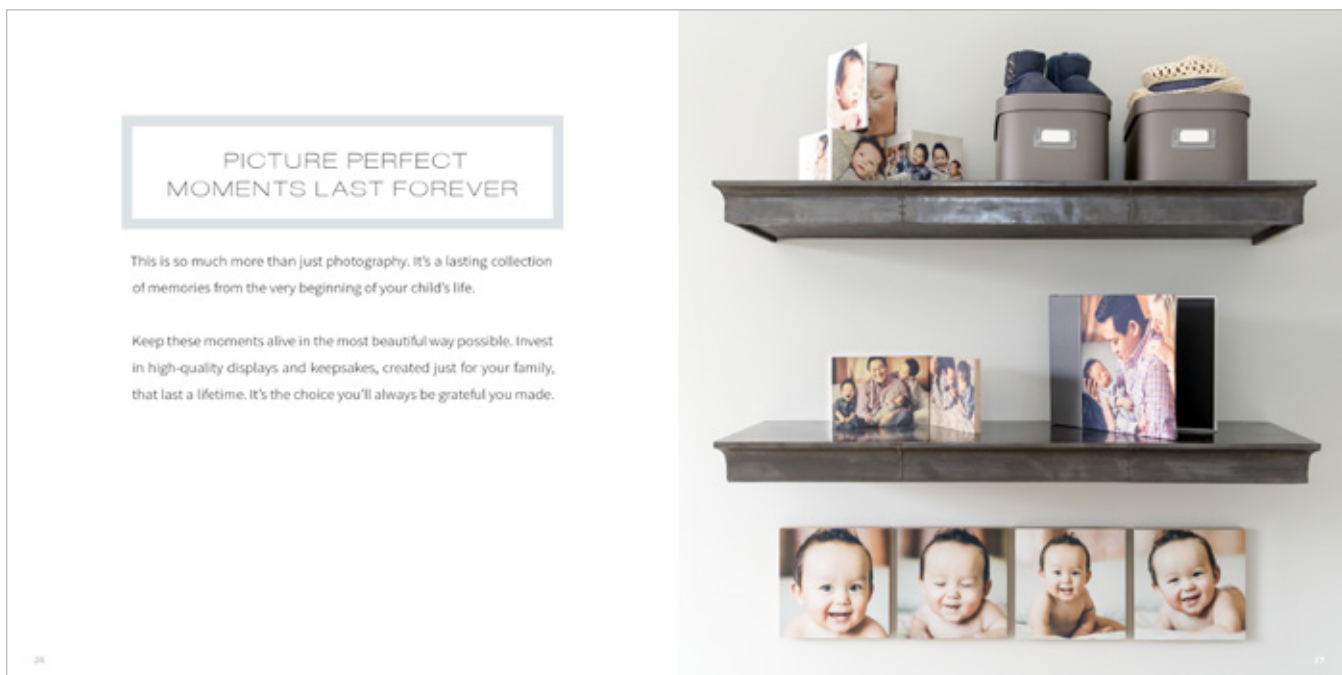 PICTURE PERFECT
MOMENTS LAST FOREVER
This is so much more than just photography. It's a lasting collection
of memories from the very beginning of your child's life.
Keep these moments alive in the most beautiful way possible. Invest
in high-quality displays and keepsakes, created just for your family,
that last a lifetime. It's the choice you'll always be grateful you made.
26
27